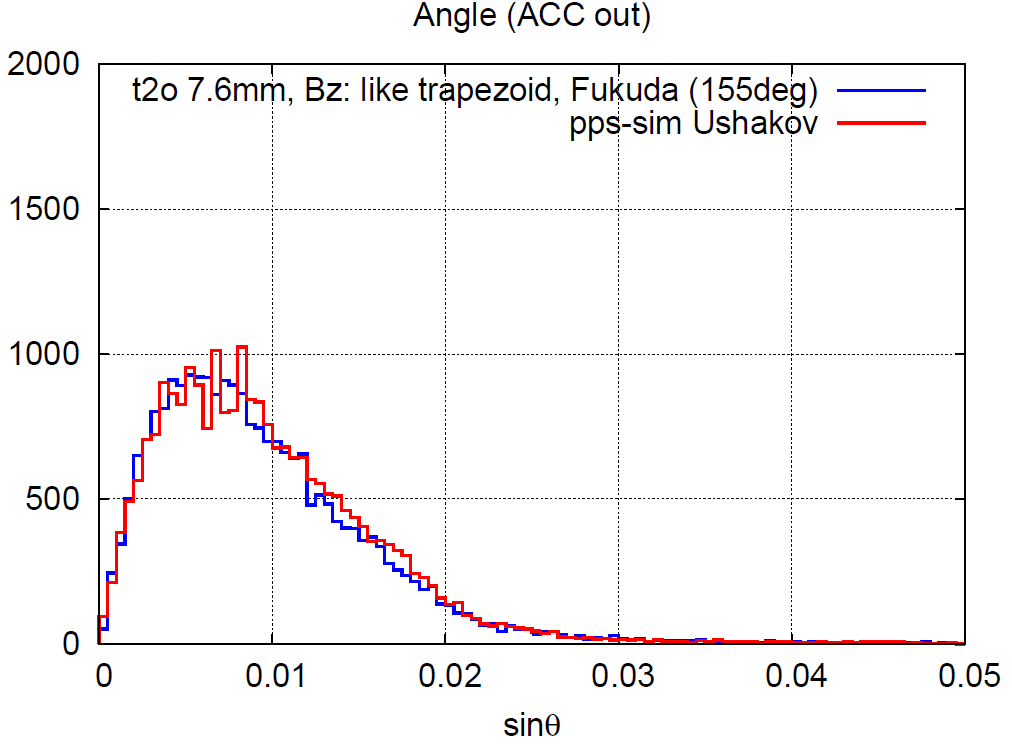 Angle (ACC out)
2000
t2o 7.6mm, Bz: like trapezoid, Fukuda (155deg)
pps-sim Ushakov
1500
1000
500
0
0 0.01 0.02 0.03 0.04 0.05
sinθ